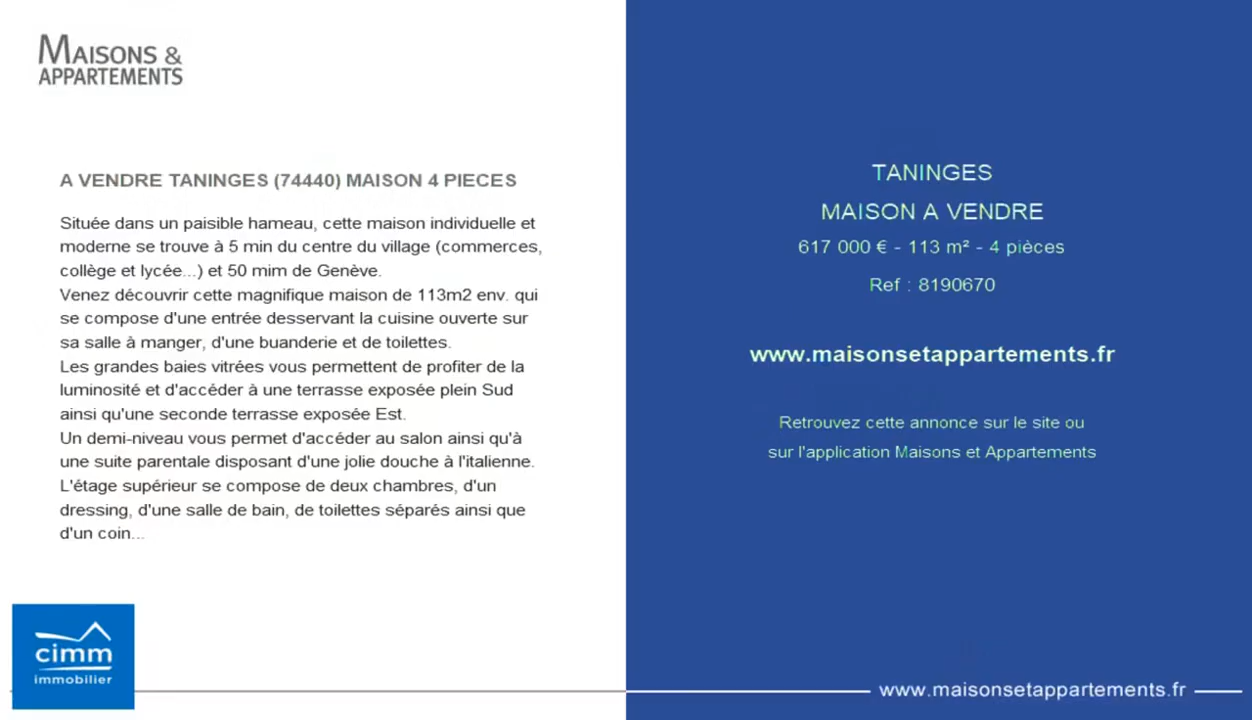 MAISONS &
APPARTEMENTS
A VENDRE TANINGES (74440) MAISON 4 PIECES
Située dans un paisible hameau, cette maison individuelle et
moderne se trouve à 5 min du centre du village (commerces,
collège et lycée...) et 50 mim de Genève.
Venez découvrir cette magnifique maison de 113m2 env. qui
se compose d'une entrée desservant la cuisine ouverte sur
sa salle à manger, d'une buanderie et de toilettes.
Les grandes baies vitrées vous permettent de profiter de la
luminosité et d'accéder à une terrasse exposée plein Sud
ainsi qu'une seconde terrasse exposée Est.
Un demi-niveau vous permet d'accéder au salon ainsi qu'à
une suite parentale disposant d'une jolie douche à l'italienne.
L'étage supérieur se compose de deux chambres, d'un
dressing, d'une salle de bain, de toilettes séparés ainsi que
d'un coin...
cimm
immobilier
TANINGES
MAISON A VENDRE
617 000 € - 113 m² - 4 pièces
Ref : 8190670
www.maisonsetappartements.fr
Retrouvez cette annonce sur le site ou
sur l'application Maisons et Appartements
www.maisonsetappartements.fr